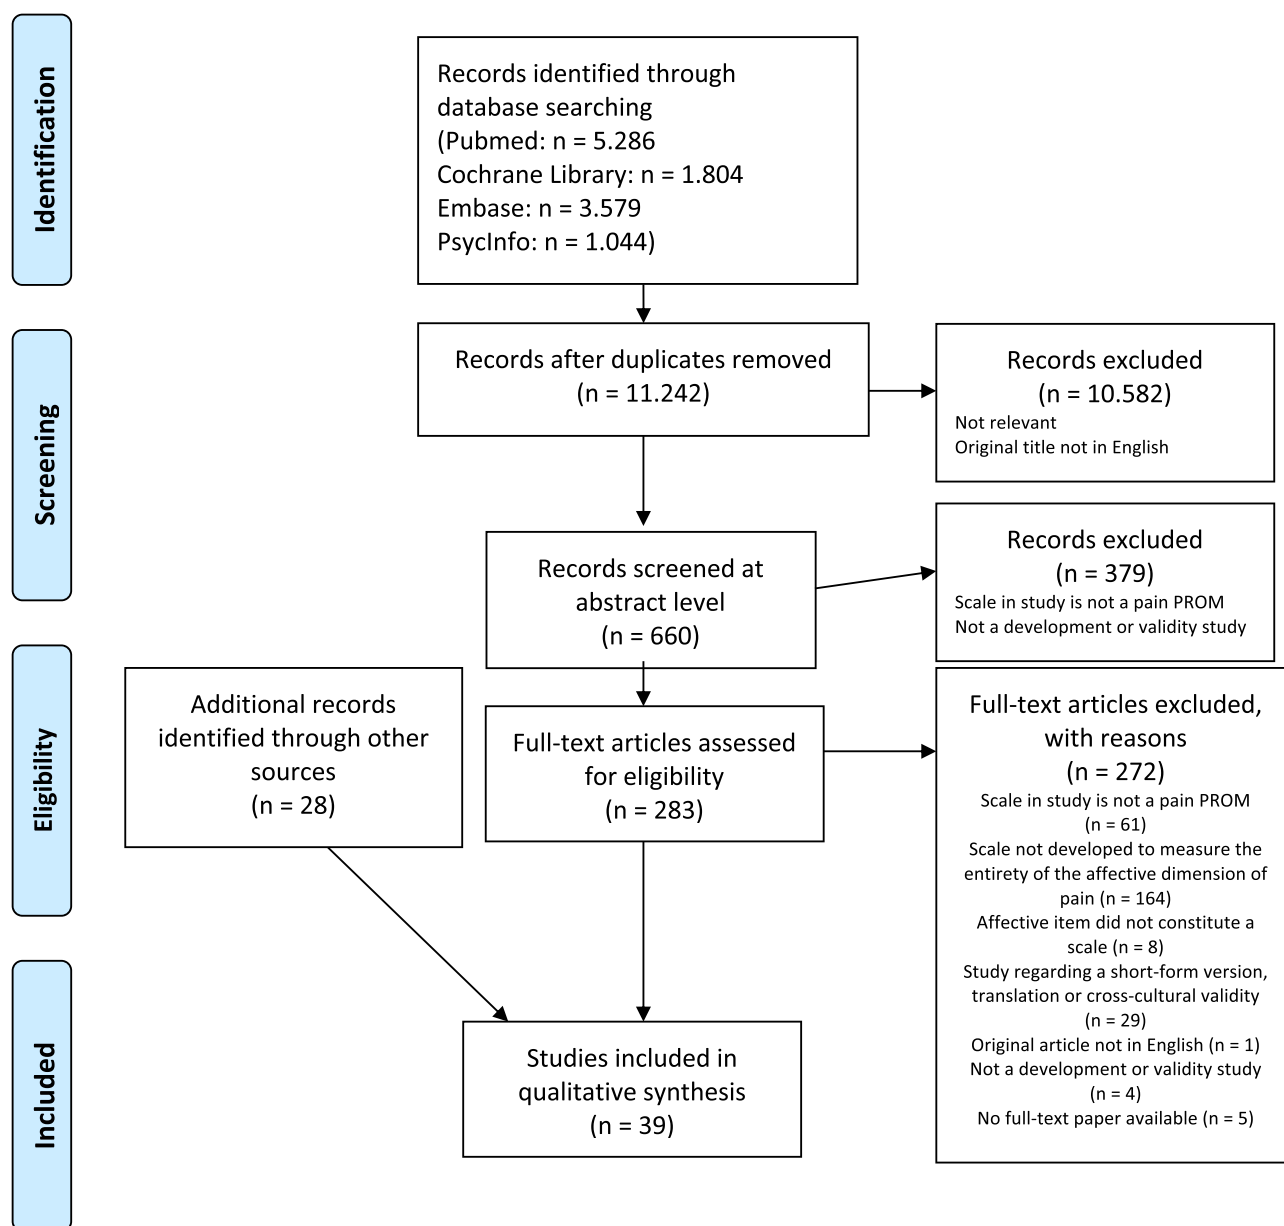 Identification
Records identified through
database searching
(Pubmed: n = 5.286
Cochrane Library: n = 1.804
Embase: n = 3.579
PsycInfo: n = 1.044)
Screening
Records after duplicates removed
(n = 11.242)
Records excluded
(n = 10.582)
Not relevant
Original title not in English
Records screened at
abstract level
(n = 660)
Records excluded
(n = 379)
Scale in study is not a pain PROM
Not a development or validity study
Eligibility
Additional records
identified through other
sources
(n = 28)
Full-text articles assessed
for eligibility
(n = 283)
Full-text articles excluded,
with reasons
(n = 272)
Scale in study is not a pain PROM
(n = 61)
Scale not developed to measure the
entirety of the affective dimension of
pain (n = 164)
Affective item did not constitute a
scale (n = 8)
Study regarding a short-form version,
translation or cross-cultural validity
(n = 29)
Original article not in English (n = 1)
Not a development or validity study
(n = 4)
No full-text paper available (n = 5)
Included
Studies included in
qualitative synthesis
(n = 39)